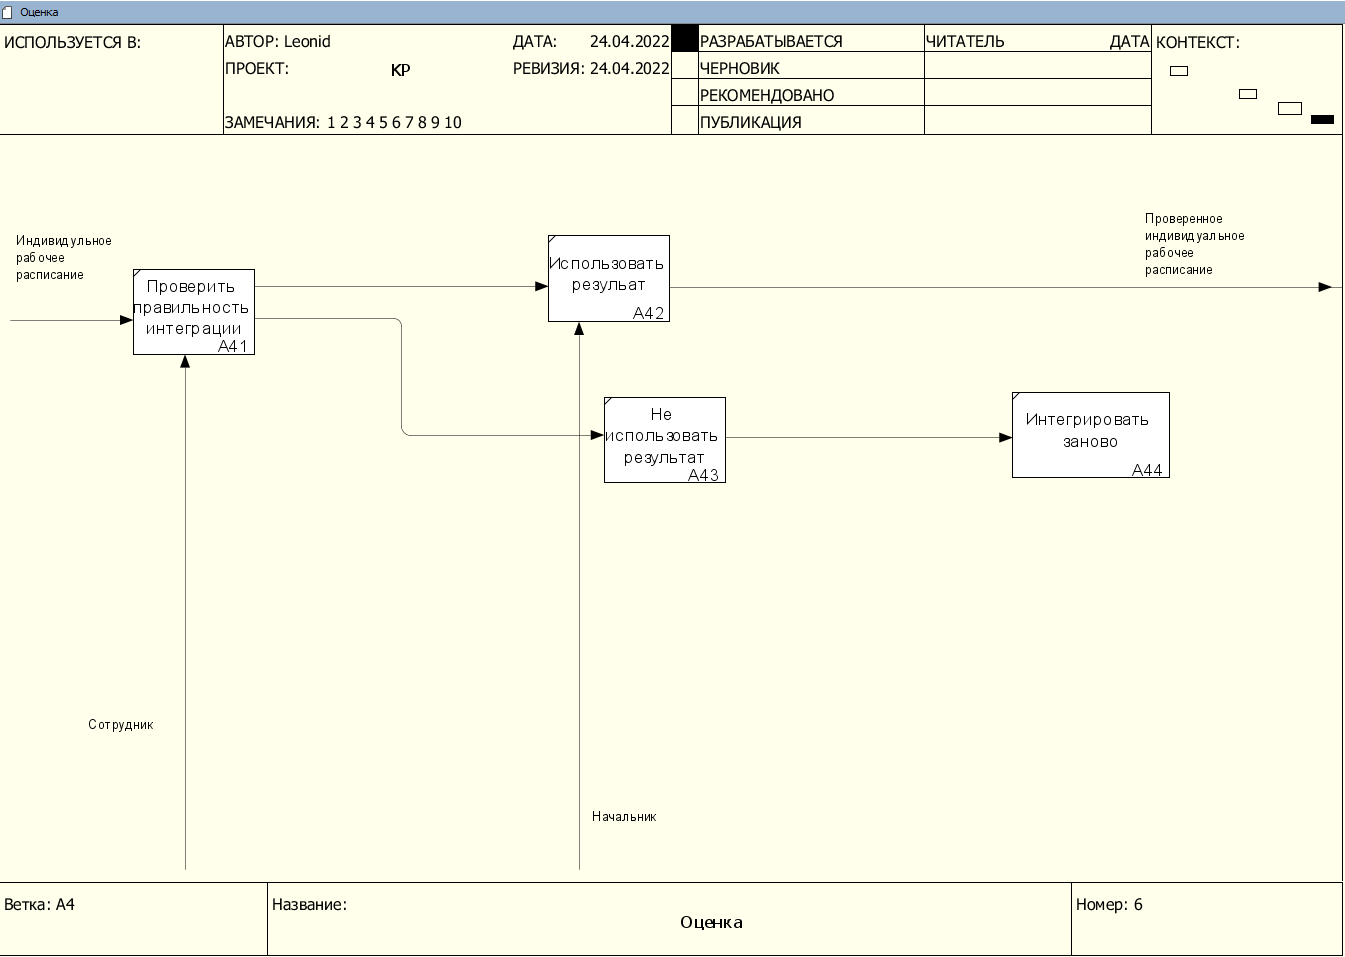 Оценка
ИСПОЛЬЗУЕТСЯ В:
АВТОР: Leonid
ДАТА: 24.04.2022
ПРОЕКТ: КР
РЕВИЗИЯ: 24.04.2022
ЗАМЕЧАНИЯ: 1 2 3 4 5 6 7 8 9 10
РАЗРАБАТЫВАЕТСЯ
ЧЕРНОВИК
РЕКОМЕНДОВАНО
ПУБЛИКАЦИЯ
ЧИТАТЕЛЬ ДАТА
КОНТЕКСТ:
Индивидульное
рабочее
расписание
Проверить
правильность
интеграции
A41
Использовать
резульат
A42
Проверенное
индивидуальное
рабочее
расписание
Не
использовать
результат
A43
Интегрировать
заново
A44
Сотрудник
Начальник
Ветка: A4
Название:
Оценка
Номер: 6